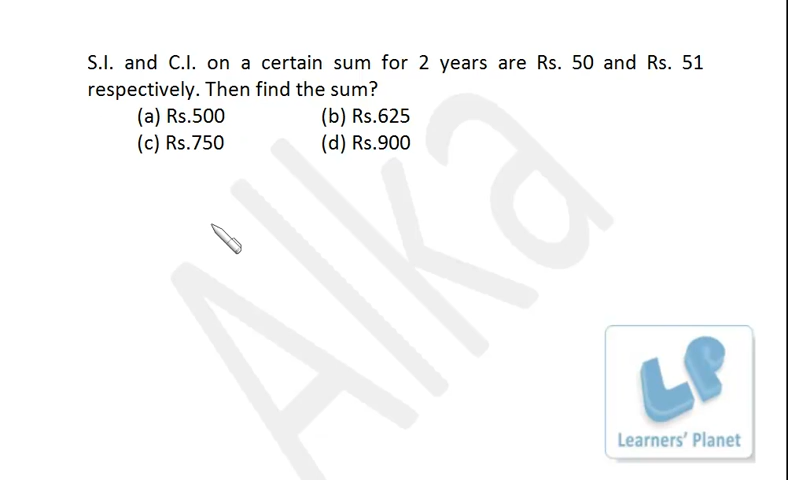 S.I. and C.I. on a certain sum for 2 years are Rs. 50 and Rs. 51
respectively. Then find the sum?
(a) Rs.500 (b) Rs.625
(c) Rs.750 (d) Rs.900
Alka
LP
Learners' Planet